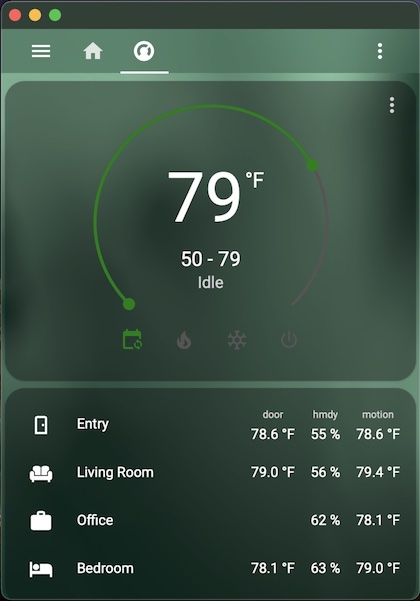 79 °F
50 - 79
Idle
door hmdy motion
Entry 78.6 °F 55 % 78.6 °F
Living Room 79.0 °F 56 % 79.4 °F
Office 62 % 78.1 °F
Bedroom 78.1 °F 63 % 79.0 °F